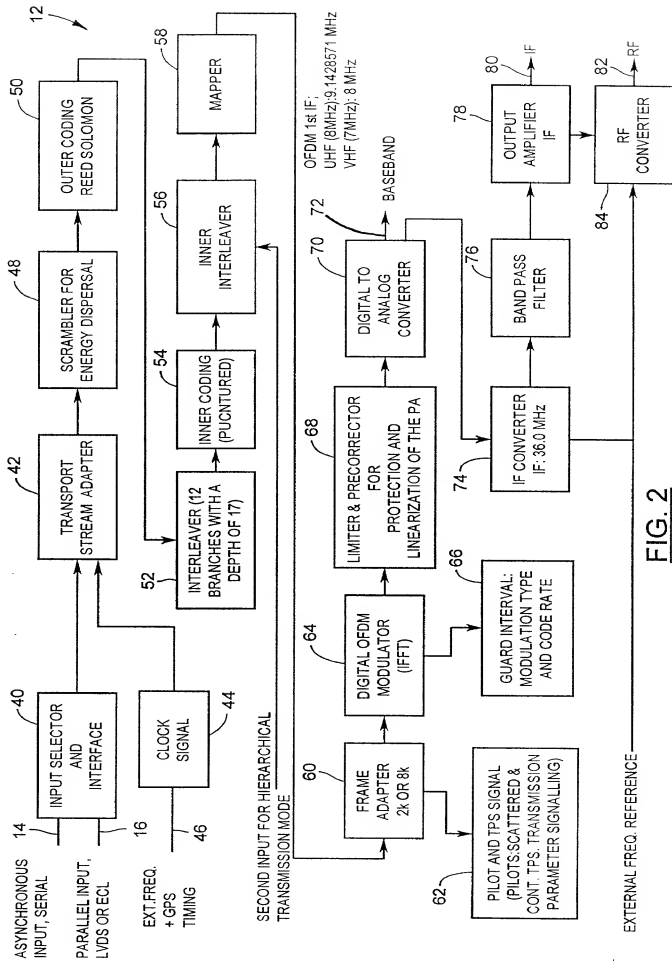 12
ASYNCHRONOUS
INPUT, SERIAL
14
PARALLEL INPUT,
LVDS OR ECL
16
40
INPUT SELECTOR
AND
INTERFACE
EXT.FREQ.
+ GPS
TIMING
46
CLOCK
SIGNAL
44
42
TRANSPORT
STREAM ADAPTER
48
SCRAMBLER FOR
ENERGY DISPERSAL
50
OUTER CODING
REED SOLOMON
52
INTERLEAVER (12
BRANCHES WITH A
DEPTH OF 17)
54
INNER CODING
(PUCNTURED)
56
INNER
INTERLEAVER
58
MAPPER
SECOND INPUT FOR HIERARCHICAL
TRANSMISSION MODE
OFDM 1st IF;
UHF (8MHz):9.1428571 MHz
VHF (7MHz): 8 MHz
60
FRAME
ADAPTER
2k OR 8k
62
PILOT AND TPS SIGNAL
(PILOTS:SCATTERED &
CONT. TPS. TRANSMISSION
PARAMETER SIGNALLING)
64
DIGITAL OFDM
MODULATOR
(IFFT)
66
GUARD INTERVAL:
MODULATION TYPE
AND CODE RATE
68
LIMITER & PRECORRECTOR
FOR
PROTECTION AND
LINEARIZATION OF THE PA
70
DIGITAL TO
ANALOG
CONVERTER
72
BASEBAND
74
IF CONVERTER
IF: 36.0 MHz
76
BAND PASS
FILTER
78
OUTPUT
AMPLIFIER
IF
80
IF
84
RF
CONVERTER
82
RF
EXTERNAL FREQ. REFERENCE
FIG. 2